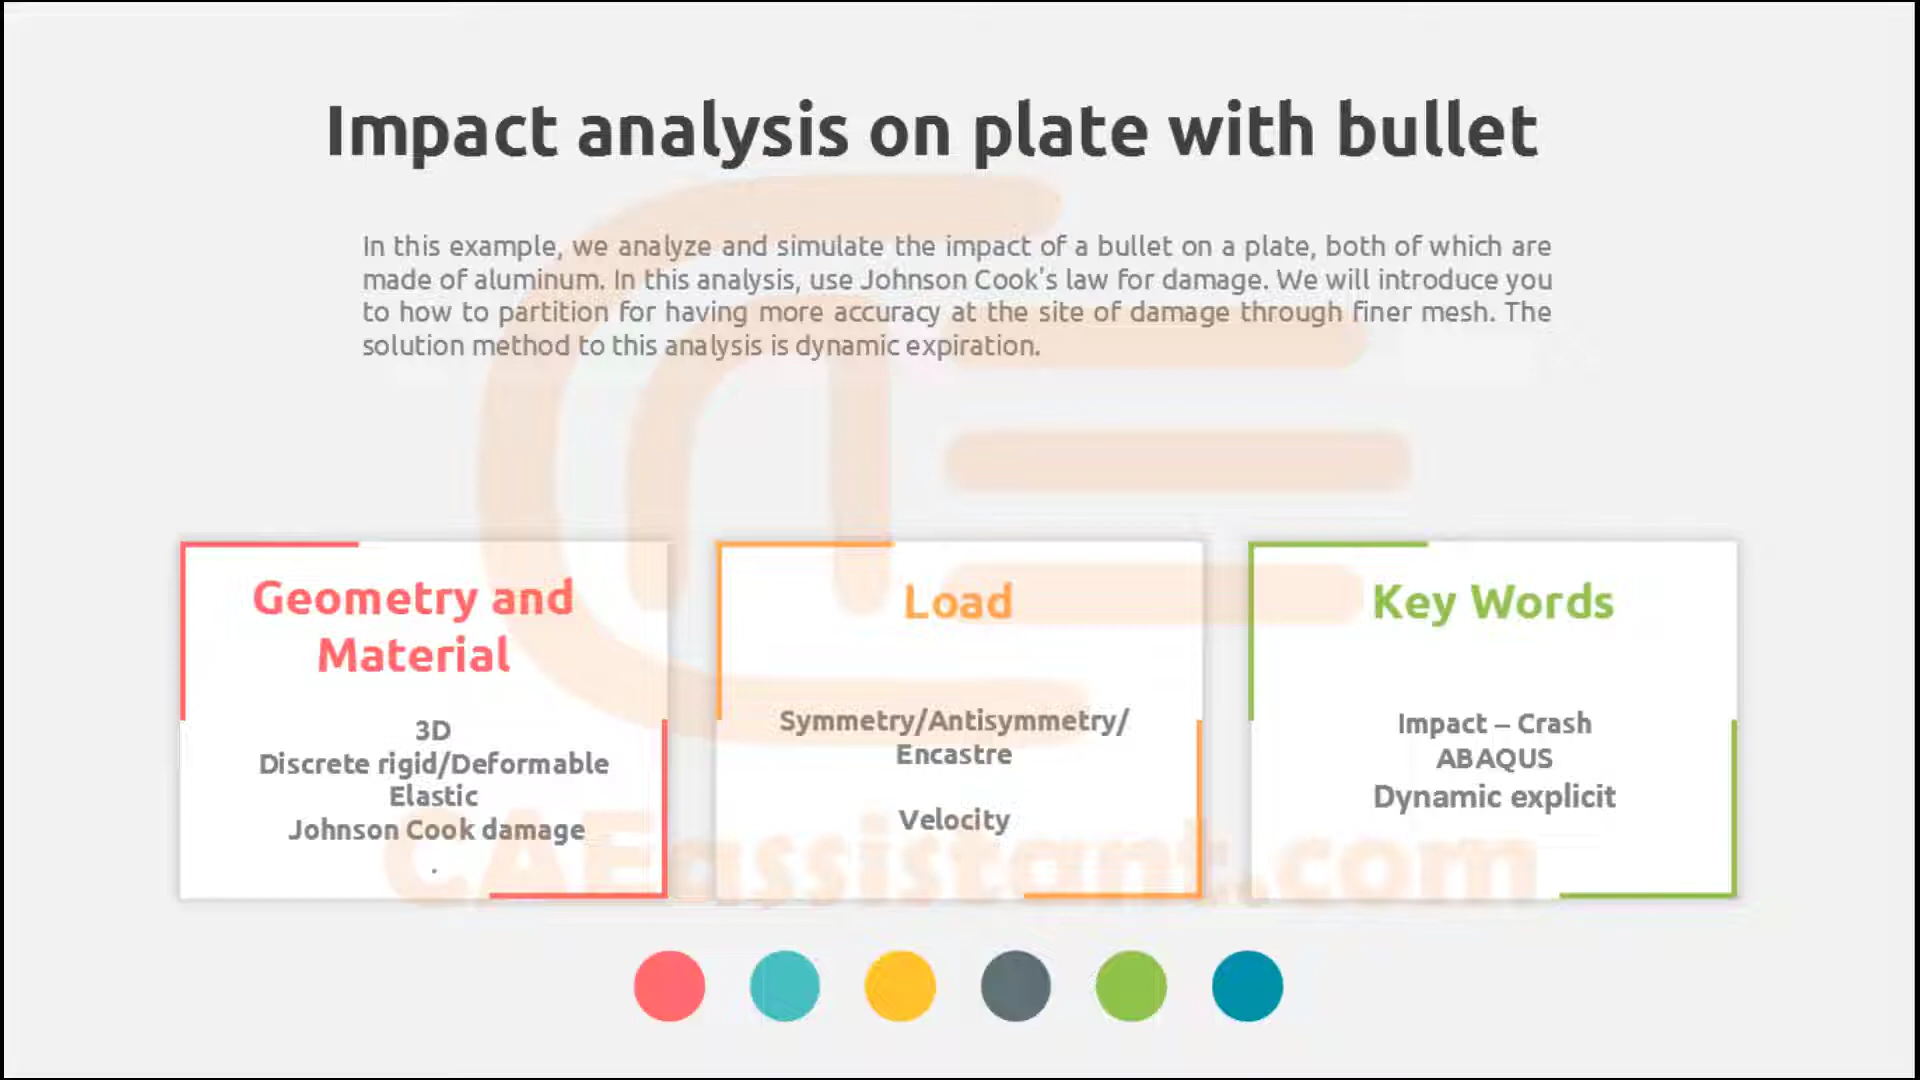 Impact analysis on plate with bullet
In this example, we analyze and simulate the impact of a bullet on a plate, both of which are
made of aluminum. In this analysis, use Johnson Cook's law for damage. We will introduce you
to how to partition for having more accuracy at the site of damage through finer mesh. The
solution method to this analysis is dynamic expiration.
Geometry and
Material
3D
Discrete rigid/Deformable
Elastic
Johnson Cook damage
.
Load
Symmetry/Antisymmetry/
Encastre
Velocity
Key Words
Impact – Crash
ABAQUS
Dynamic explicit
CAEassistant.com